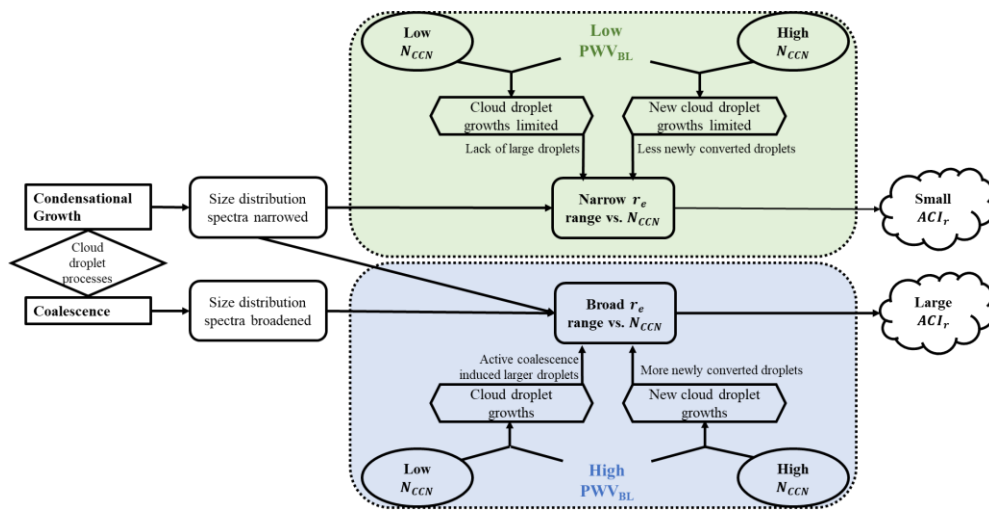 Low
N_CCN
Low
PWV_BL
High
N_CCN
Cloud droplet
growths limited
New cloud droplet
growths limited
Lack of large droplets
Less newly converted droplets
Condensational
Growth
Size distribution
spectra narrowed
Narrow r_e
range vs. N_CCN
Small
ACI_r
Cloud
droplet
processes
Coalescence
Size distribution
spectra broadened
Broad r_e
range vs. N_CCN
Large
ACI_r
Active coalescence
induced larger droplets
More newly converted droplets
Cloud droplet
growths
New cloud droplet
growths
Low
N_CCN
High
PWV_BL
High
N_CCN